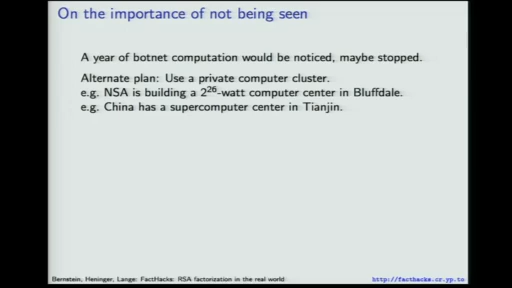 On the importance of not being seen
A year of botnet computation would be noticed, maybe stopped.
Alternate plan: Use a private computer cluster.
e.g. NSA is building a 2²⁶-watt computer center in Bluffdale.
e.g. China has a supercomputer center in Tianjin.
Bernstein, Heninger, Lange: FactHacks: RSA factorization in the real world
http://facthacks.cr.yp.to